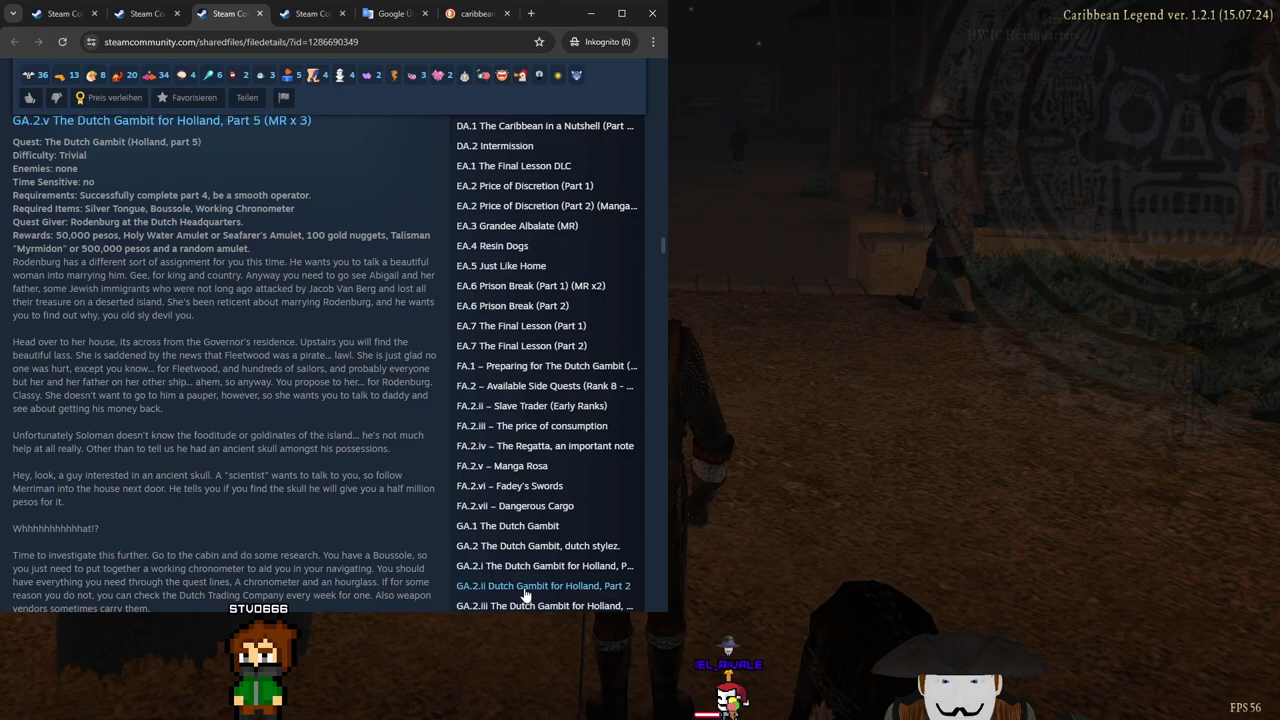 Steam Co
Steam Co
Steam Co
Steam Co
Google Ü
caribbean
steamcommunity.com/sharedfiles/filedetails/?id=1286690349
Inkognito (6)
36 13 8 20 34 4 6 2 3 5 4 4 2 3 2
Preis verleihen
Favorisieren
Teilen
GA.2.v The Dutch Gambit for Holland, Part 5 (MR x 3)
Quest: The Dutch Gambit (Holland, part 5)
Difficulty: Trivial
Enemies: none
Time Sensitive: no
Requirements: Successfully complete part 4, be a smooth operator.
Required Items: Silver Tongue, Boussole, Working Chronometer
Quest Giver: Rodenburg at the Dutch Headquarters.
Rewards: 50,000 pesos, Holy Water Amulet or Seafarer's Amulet, 100 gold nuggets, Talisman
"Myrmidon" or 500,000 pesos and a random amulet.
Rodenburg has a different sort of assignment for you this time. He wants you to talk a beautiful
woman into marrying him. Gee, for king and country. Anyway you need to go see Abigail and her
father, some Jewish immigrants who were not long ago attacked by Jacob Van Berg and lost all
their treasure on a deserted island. She's been reticent about marrying Rodenburg, and he wants
you to find out why, you old sly devil you.
Head over to her house, its across from the Governor's residence. Upstairs you will find the
beautiful lass. She is saddened by the news that Fleetwood was a pirate... lawl. She is just glad no
one was hurt, except you know... for Fleetwood, and hundreds of sailors, and probably everyone
but her and her father on her other ship... ahem, so anyway. You propose to her... for Rodenburg.
Classy. She doesn't want to go to him a pauper, however, so she wants you to talk to daddy and
see about getting his money back.
Unfortunately Soloman doesn't know the fooditude or goldinates of the island... he's not much
help at all really. Other than to tell us he had an ancient skull amongst his possessions.
Hey, look, a guy interested in an ancient skull. A "scientist" wants to talk to you, so follow
Merriman into the house next door. He tells you if you find the skull he will give you a half million
pesos for it.
Whhhhhhhhhhat!?
Time to investigate this further. Go to the cabin and do some research. You have a Boussole, so
you just need to put together a working chronometer to aid you in your navigating. You should
have everything you need through the quest lines, A chronometer and an hourglass. If for some
reason you do not, you can check the Dutch Trading Company every week for one. Also weapon
vendors sometimes carry them.
DA.1 The Caribbean in a Nutshell (Part ...
DA.2 Intermission
EA.1 The Final Lesson DLC
EA.2 Price of Discretion (Part 1)
EA.2 Price of Discretion (Part 2) (Manga...
EA.3 Grandee Albalate (MR)
EA.4 Resin Dogs
EA.5 Just Like Home
EA.6 Prison Break (Part 1) (MR x2)
EA.6 Prison Break (Part 2)
EA.7 The Final Lesson (Part 1)
EA.7 The Final Lesson (Part 2)
FA.1 – Preparing for The Dutch Gambit (...
FA.2 – Available Side Quests (Rank 8 - ...
FA.2.ii – Slave Trader (Early Ranks)
FA.2.iii – The price of consumption
FA.2.iv – The Regatta, an important note
FA.2.v – Manga Rosa
FA.2.vi – Fadey's Swords
FA.2.vii – Dangerous Cargo
GA.1 The Dutch Gambit
GA.2 The Dutch Gambit, dutch stylez.
GA.2.i The Dutch Gambit for Holland, P...
GA.2.ii Dutch Gambit for Holland, Part 2
GA.2.iii The Dutch Gambit for Holland, ...
Caribbean Legend ver. 1.2.1 (15.07.24)
HWIC Headquarters
STVO666
iEL_RiVALE
FPS 56